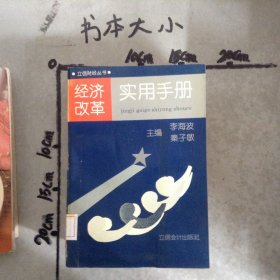 书本大小
10cm 15cm 20cm
立信财经丛书
经济改革
实用手册
jingji gaige shiyong shouce
主编 李海波
秦子敏
立信会计出版社
20cm 15cm 10cm